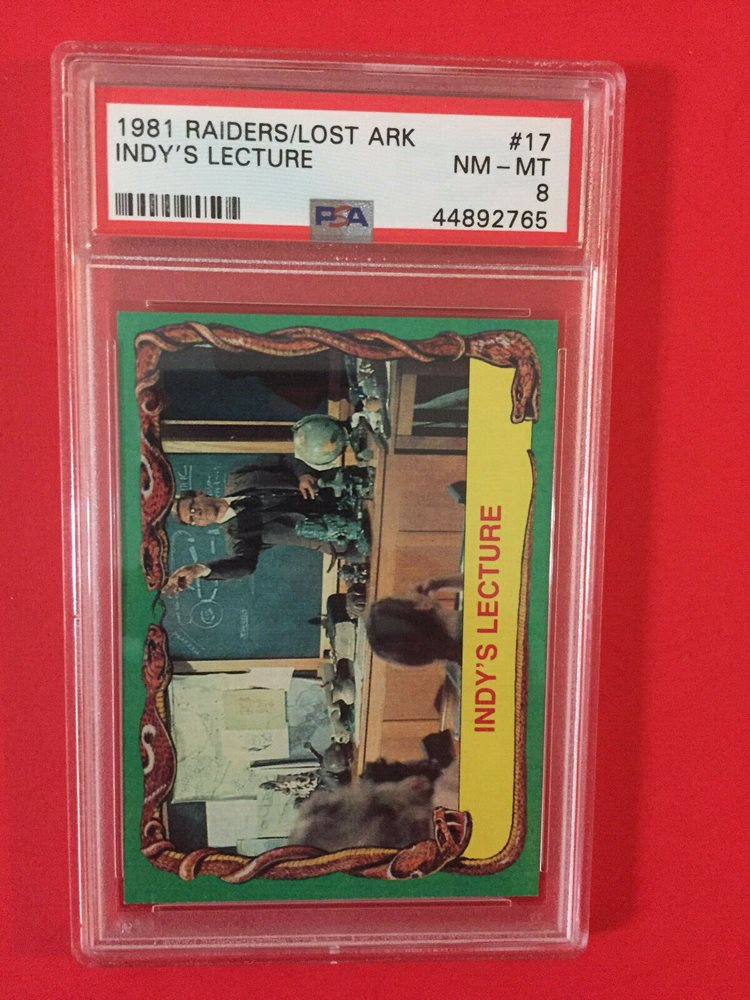 1981 RAIDERS/LOST ARK #17
INDY'S LECTURE NM - MT
8
PSA 44892765
INDY'S LECTURE